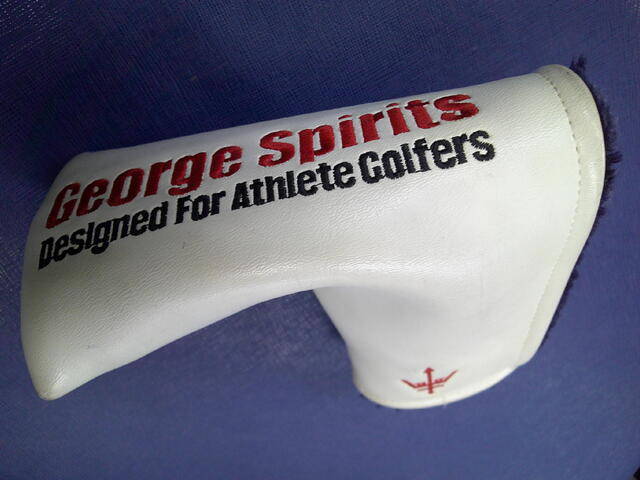 George Spirits
Designed For Athlete Golfers